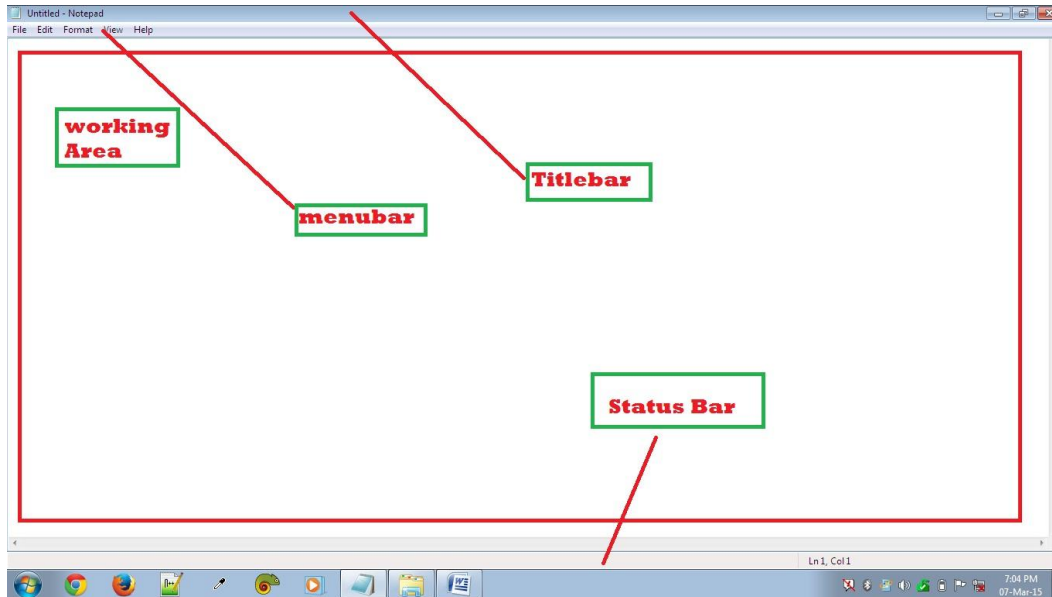 Untitled - Notepad
File Edit Format View Help
working
Area
Titlebar
menubar
Status Bar
Ln 1, Col 1
7:04 PM
07-Mar-15